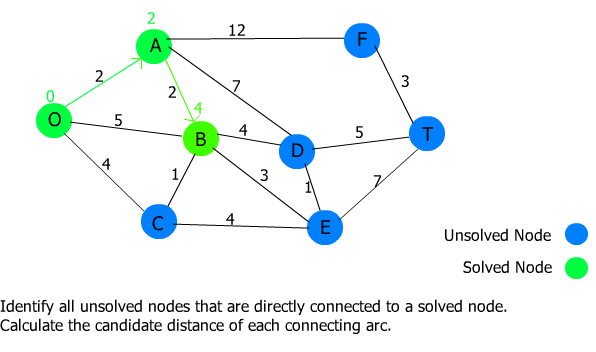 2
A
12
F
0
2
7
3
2
4
O
5
B
4
D
5
T
4
1
3
1
7
C
4
E
Unsolved Node
Solved Node
Identify all unsolved nodes that are directly connected to a solved node.
Calculate the candidate distance of each connecting arc.